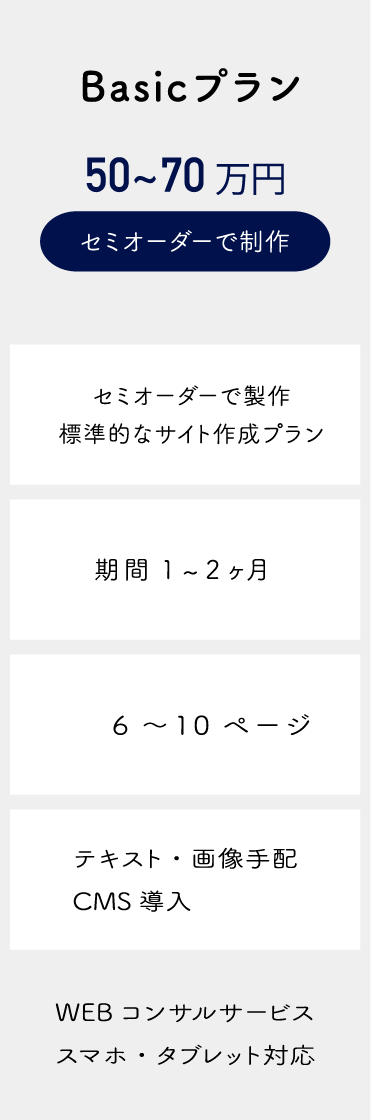 Basicプラン
50~70 万円
セミオーダーで制作
セミオーダーで製作
標準的なサイト作成プラン
期間 1~2ヶ月
6 〜10 ページ
テキスト・画像手配
CMS 導入
WEB コンサルサービス
スマホ・タブレット対応